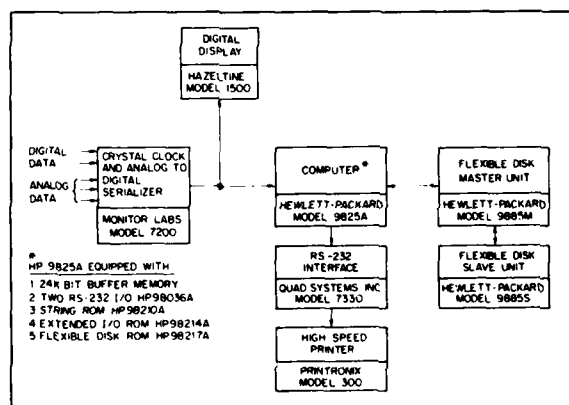 DIGITAL
DISPLAY
HAZELTINE
MODEL 1500
DIGITAL
DATA
ANALOG
DATA
CRYSTAL CLOCK
AND ANALOG TO
DIGITAL
SERIALIZER
MONITOR LABS
MODEL 7200
COMPUTER*
HEWLETT-PACKARD
MODEL 9825A
FLEXIBLE DISK
MASTER UNIT
HEWLETT-PACKARD
MODEL 9885M
RS-232
INTERFACE
QUAD SYSTEMS INC
MODEL 7330
FLEXIBLE DISK
SLAVE UNIT
HEWLETT-PACKARD
MODEL 9885S
HIGH SPEED
PRINTER
PRINTRONIX
MODEL 300
*
HP 9825A EQUIPPED WITH
1 24K BIT BUFFER MEMORY
2 TWO RS-232 I/O HP98036A
3 STRING ROM HP98210A
4 EXTENDED I/O ROM HP98214A
5 FLEXIBLE DISK ROM HP98217A